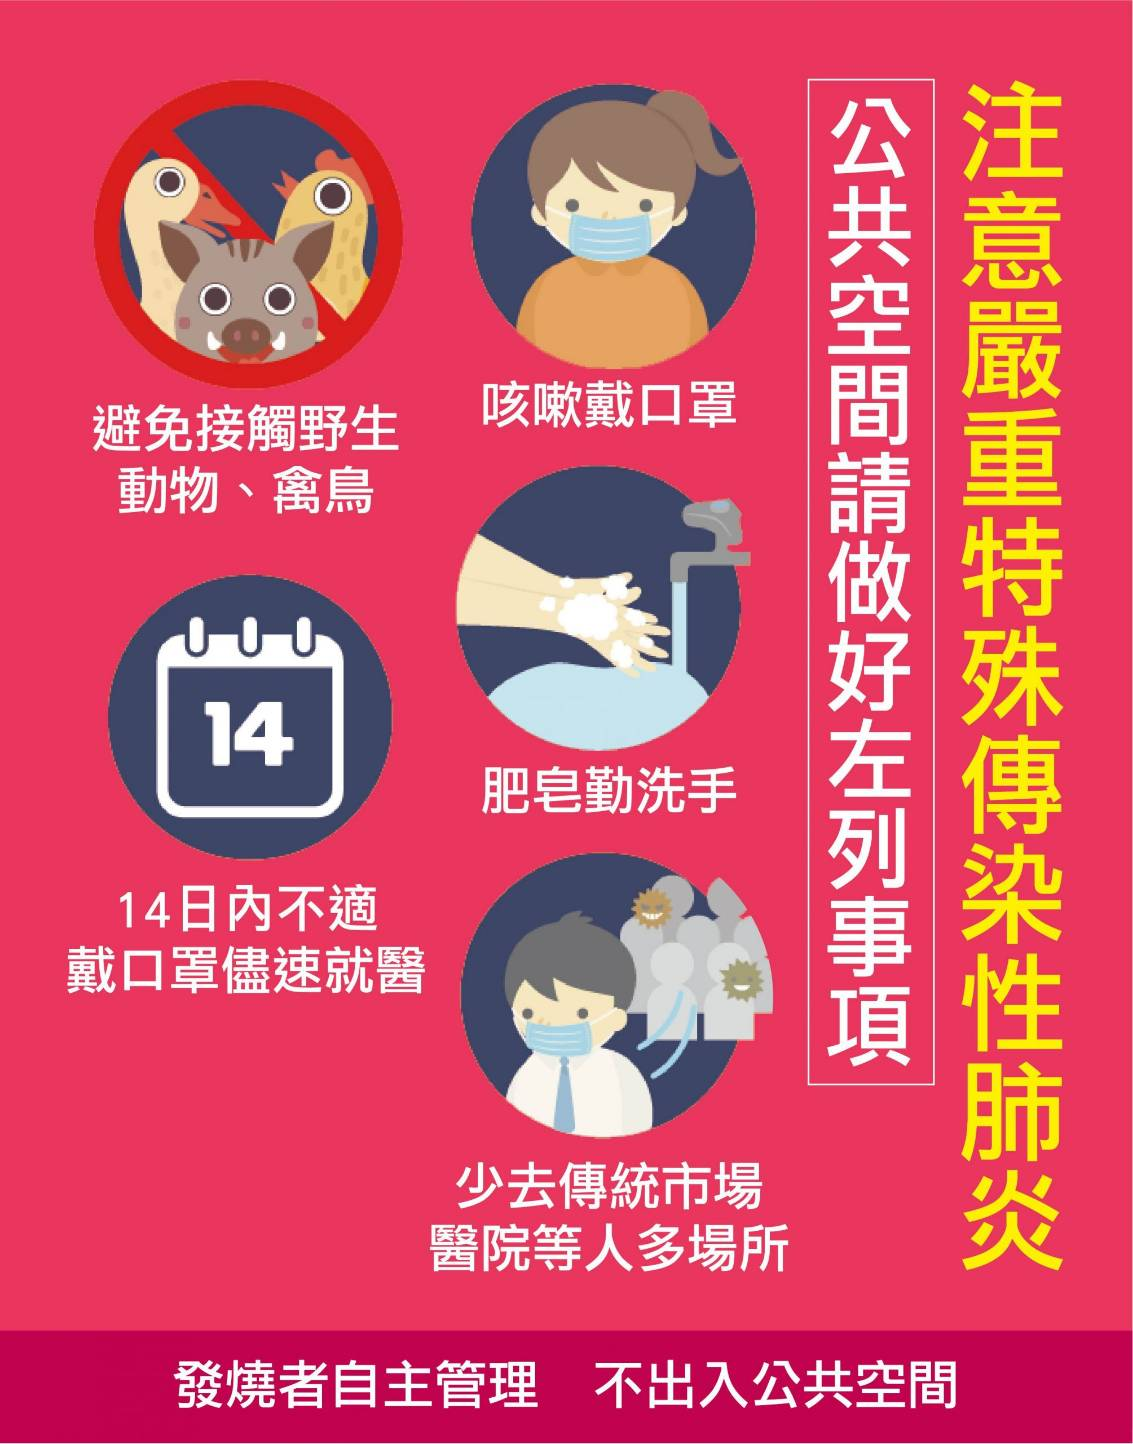 注意嚴重特殊傳染性肺炎
公共空間請做好左列事項
咳嗽戴口罩
肥皂勤洗手
少去傳統市場
醫院等人多場所
避免接觸野生
動物、禽鳥
14
14日內不適
戴口罩儘速就醫
發燒者自主管理　不出入公共空間